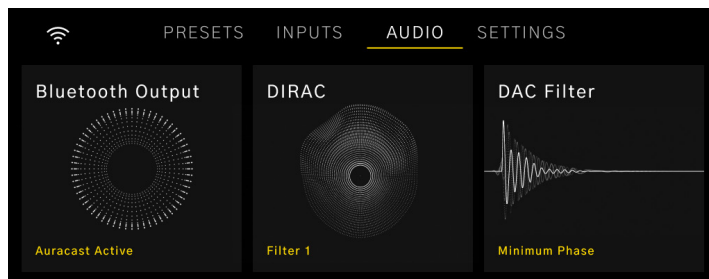 PRESETS INPUTS AUDIO SETTINGS
Bluetooth Output DIRAC DAC Filter
Auracast Active Filter 1 Minimum Phase